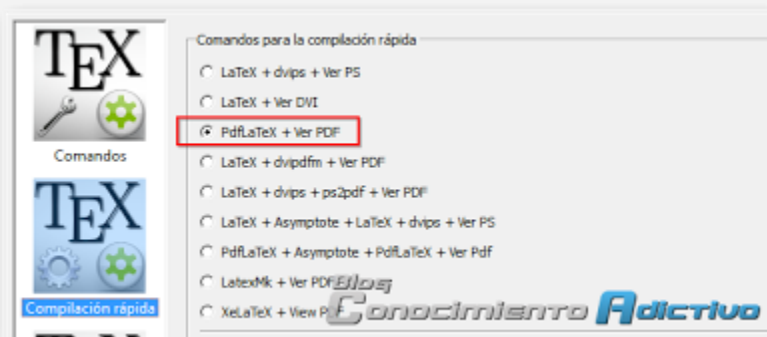 TEX
Comandos
TEX
Compilación rápida
Comandos para la compilación rápida
LaTeX + dvips + Ver PS
LaTeX + Ver DVI
PdfLaTeX + Ver PDF
LaTeX + dvipdfm + Ver PDF
LaTeX + dvips + ps2pdf + Ver PDF
LaTeX + Asymptote + LaTeX + dvips + Ver PS
PdfLaTeX + Asymptote + PdfLaTeX + Ver Pdf
LatexMk + Ver PDF
XeLaTeX + View PDF
Blog
Conocimiento Adictivo